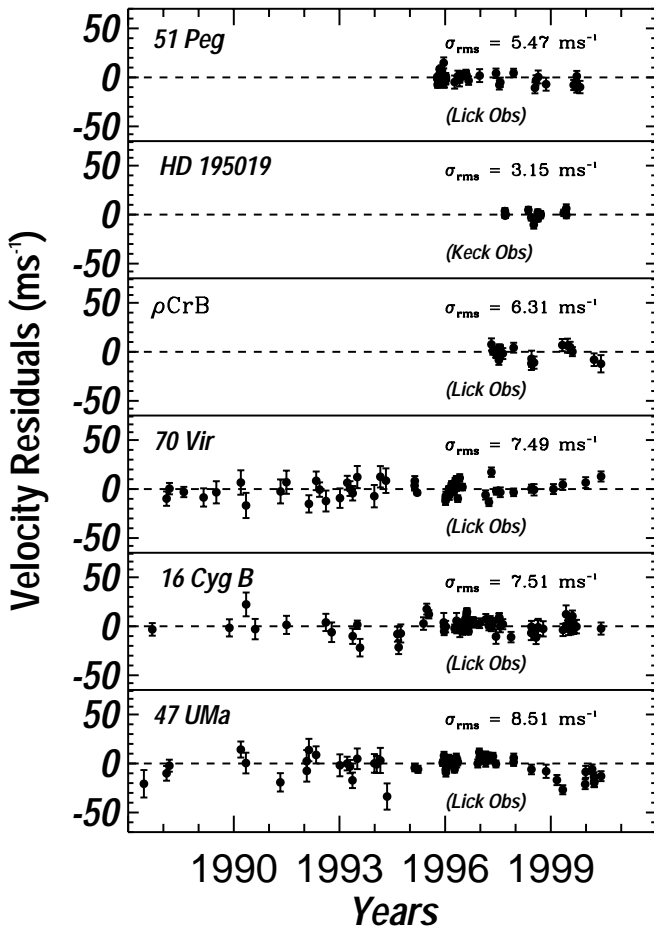 Velocity Residuals (ms⁻¹)
50
0
-50
51 Peg
σrms = 5.47 ms⁻¹
(Lick Obs)
50
0
-50
HD 195019
σrms = 3.15 ms⁻¹
(Keck Obs)
50
0
-50
ρCrB
σrms = 6.31 ms⁻¹
(Lick Obs)
50
0
-50
70 Vir
σrms = 7.49 ms⁻¹
(Lick Obs)
50
0
-50
16 Cyg B
σrms = 7.51 ms⁻¹
(Lick Obs)
50
0
-50
47 UMa
σrms = 8.51 ms⁻¹
(Lick Obs)
1990 1993 1996 1999
Years